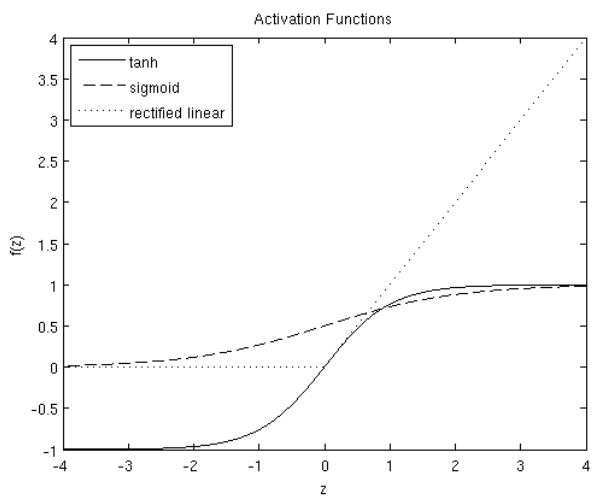 Activation Functions
tanh
sigmoid
rectified linear
4
3.5
3
2.5
2
1.5
1
0.5
0
-0.5
-1
f(z)
-4 -3 -2 -1 0 1 2 3 4
z